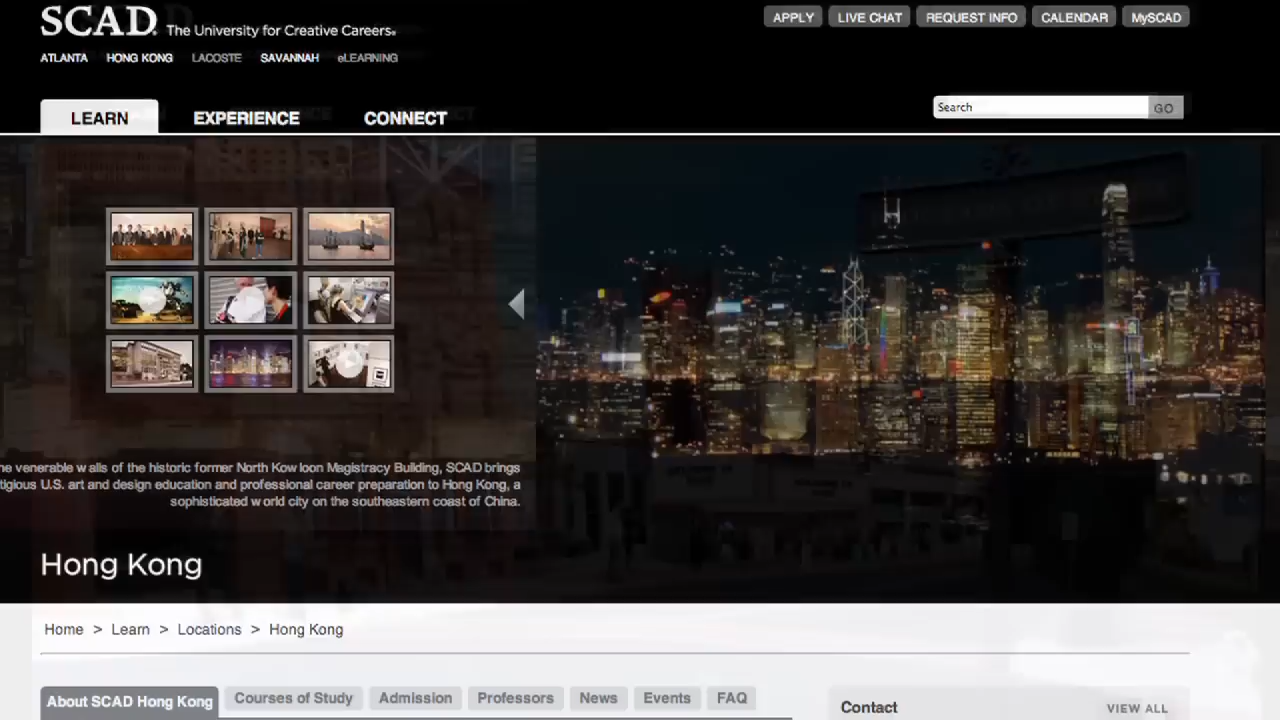 SCAD. The University for Creative Careers.
APPLY LIVE CHAT REQUEST INFO CALENDAR MySCAD
ATLANTA HONG KONG LACOSTE SAVANNAH eLEARNING
LEARN EXPERIENCE CONNECT
Search GO
venerable walls of the historic former North Kowloon Magistracy Building, SCAD brings
U.S. art and design education and professional career preparation to Hong Kong, a
sophisticated world city on the southeastern coast of China.
Hong Kong
Home > Learn > Locations > Hong Kong
About SCAD Hong Kong Courses of Study Admission Professors News Events FAQ
Contact VIEW ALL